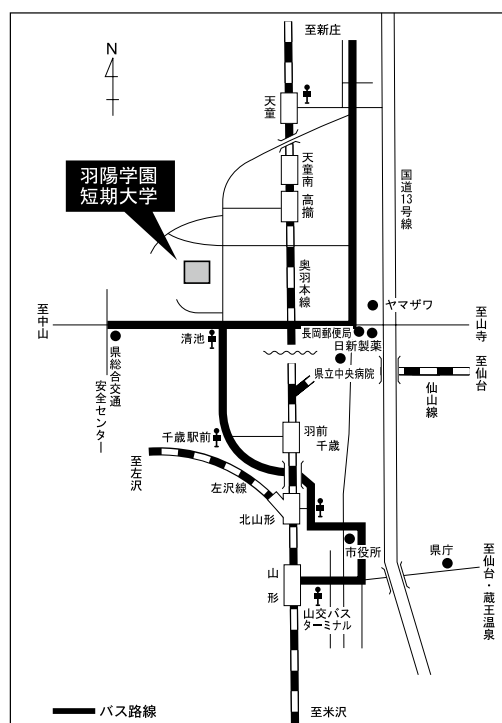 至新庄
N
天童
羽陽学園
短期大学
天童南
高擶
国道13号線
奥羽本線
至中山
ヤマザワ
至山寺
清池
長岡郵便局
日新製薬
県総合交通
安全センター
県立中央病院
仙山線
至仙台
千歳駅前
羽前
千歳
至左沢
左沢線
北山形
市役所
県庁
至仙台・蔵王温泉
山形
山交バス
ターミナル
バス路線
至米沢